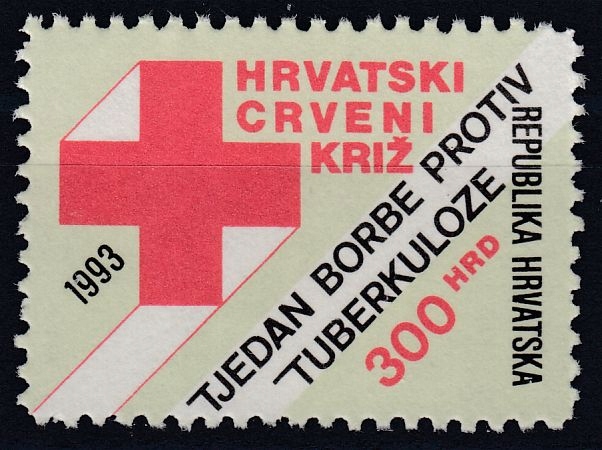 HRVATSKI
CRVENI
KRIŽ
1993
TJEDAN BORBE PROTIV
TUBERKULOZE
300 HRD
REPUBLIKA HRVATSKA